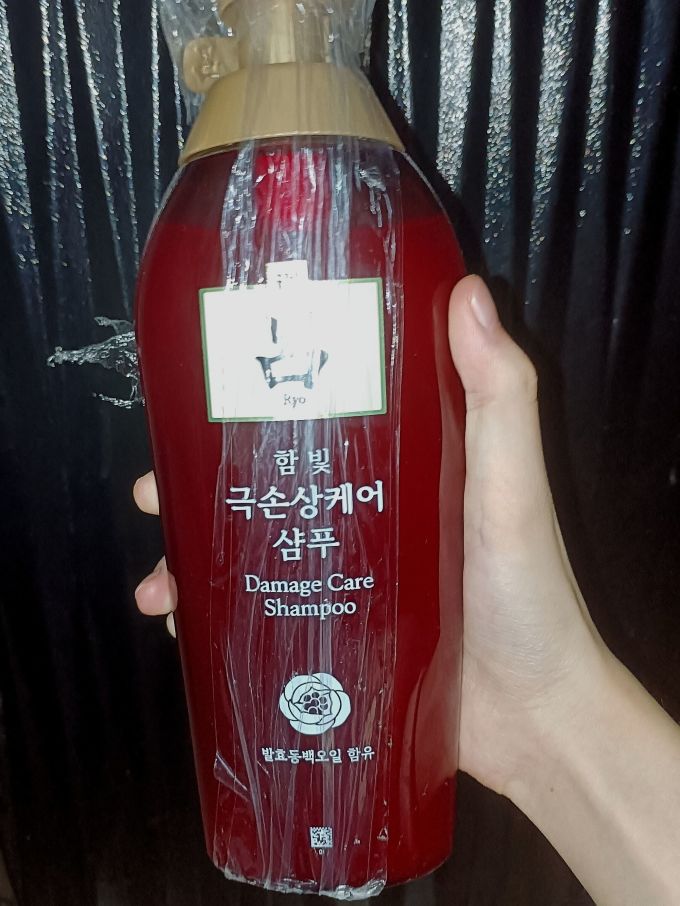 Ryo
함빛
극손상케어
샴푸
Damage Care
Shampoo
발효동백오일 함유